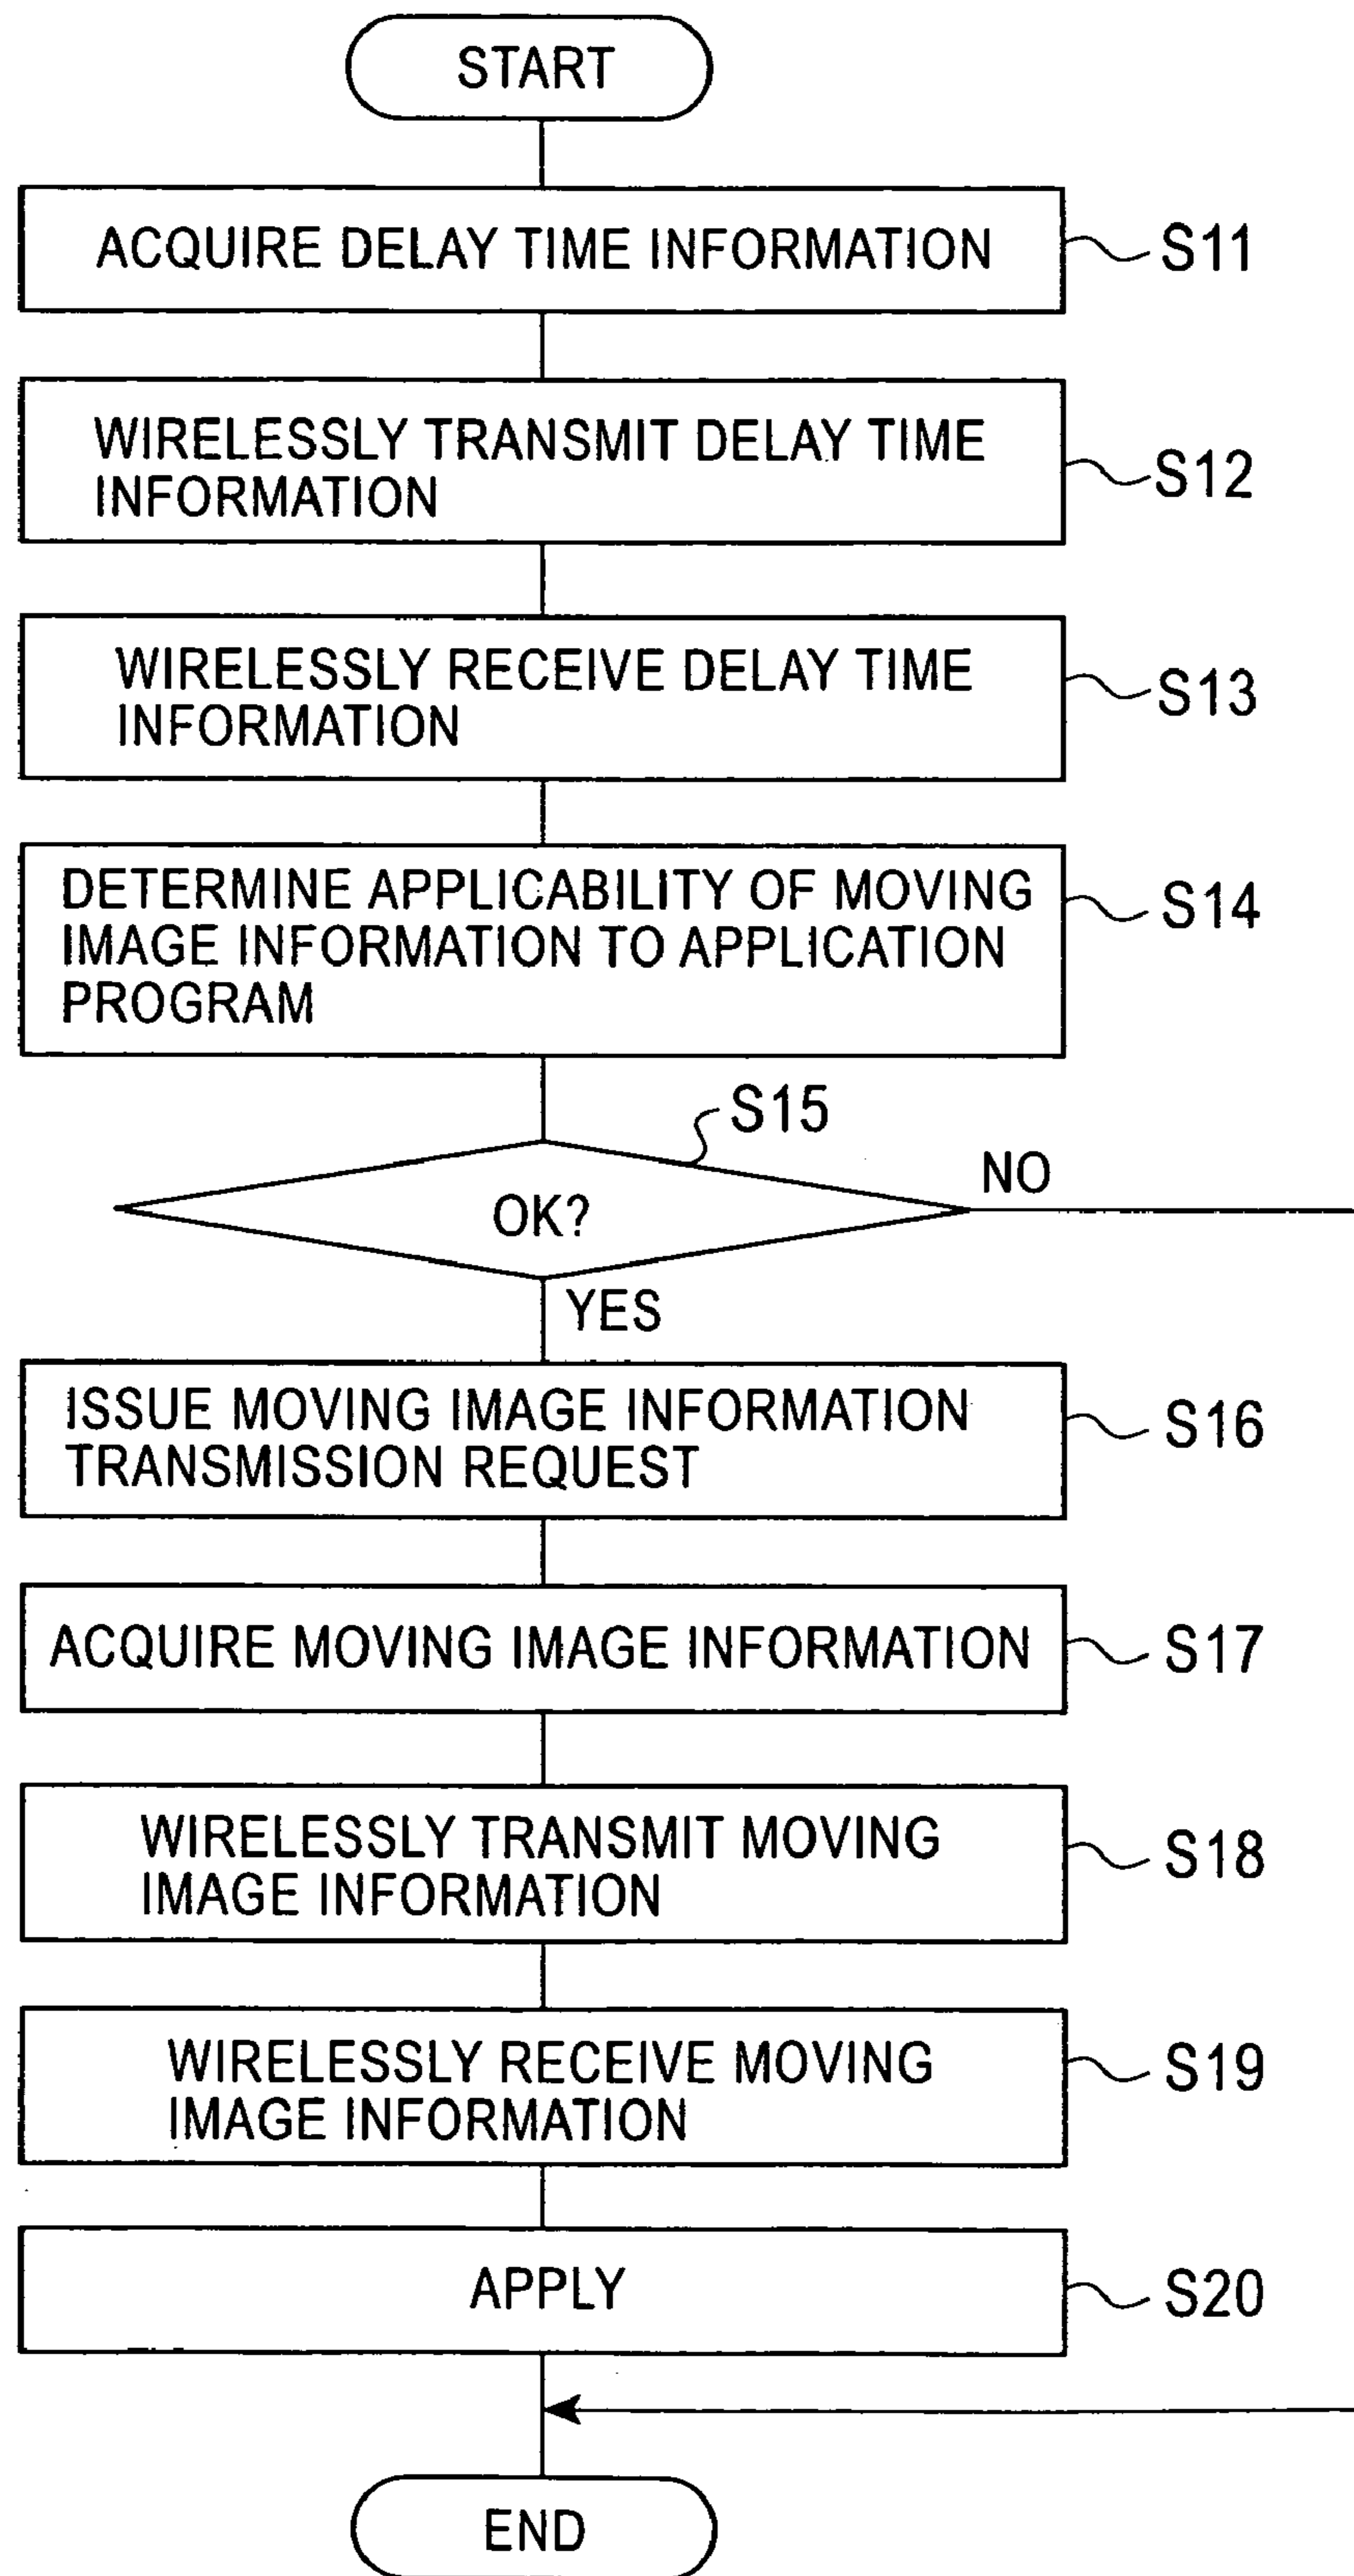 START
ACQUIRE DELAY TIME INFORMATION
S11
WIRELESSLY TRANSMIT DELAY TIME
INFORMATION
S12
WIRELESSLY RECEIVE DELAY TIME
INFORMATION
S13
DETERMINE APPLICABILITY OF MOVING
IMAGE INFORMATION TO APPLICATION
PROGRAM
S14
S15
OK?
NO
YES
ISSUE MOVING IMAGE INFORMATION
TRANSMISSION REQUEST
S16
ACQUIRE MOVING IMAGE INFORMATION
S17
WIRELESSLY TRANSMIT MOVING
IMAGE INFORMATION
S18
WIRELESSLY RECEIVE MOVING
IMAGE INFORMATION
S19
APPLY
S20
END